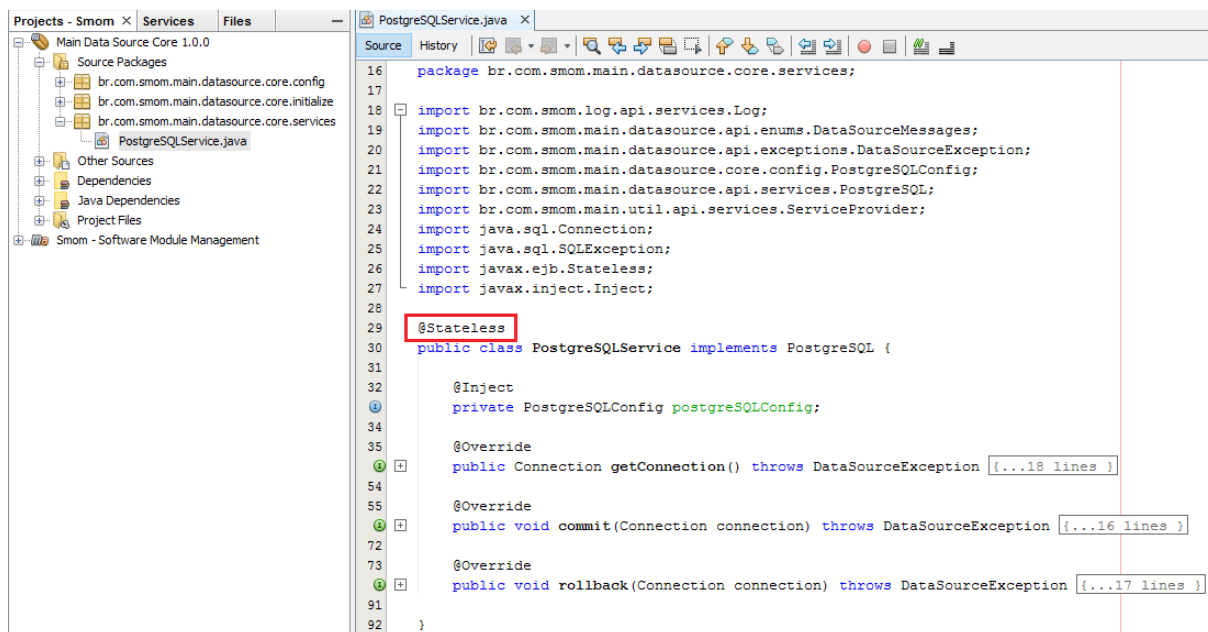 Projects - Smom × Services Files
Main Data Source Core 1.0.0
Source Packages
br.com.smom.main.datasource.core.config
br.com.smom.main.datasource.core.initialize
br.com.smom.main.datasource.core.services
PostgreSQLService.java
Other Sources
Dependencies
Java Dependencies
Project Files
Smom - Software Module Management
PostgreSQLService.java ×
Source History
16 package br.com.smom.main.datasource.core.services;
17
18 import br.com.smom.log.api.services.Log;
19 import br.com.smom.main.datasource.api.enums.DataSourceMessages;
20 import br.com.smom.main.datasource.api.exceptions.DataSourceException;
21 import br.com.smom.main.datasource.core.config.PostgreSQLConfig;
22 import br.com.smom.main.datasource.api.services.PostgreSQL;
23 import br.com.smom.main.util.api.services.ServiceProvider;
24 import java.sql.Connection;
25 import java.sql.SQLException;
26 import javax.ejb.Stateless;
27 import javax.inject.Inject;
28
29 @Stateless
30 public class PostgreSQLService implements PostgreSQL {
31
32 @Inject
private PostgreSQLConfig postgreSQLConfig;
34
35 @Override
public Connection getConnection() throws DataSourceException {...18 lines }
54
55 @Override
public void commit(Connection connection) throws DataSourceException {...16 lines }
72
73 @Override
public void rollback(Connection connection) throws DataSourceException {...17 lines }
91
92 }